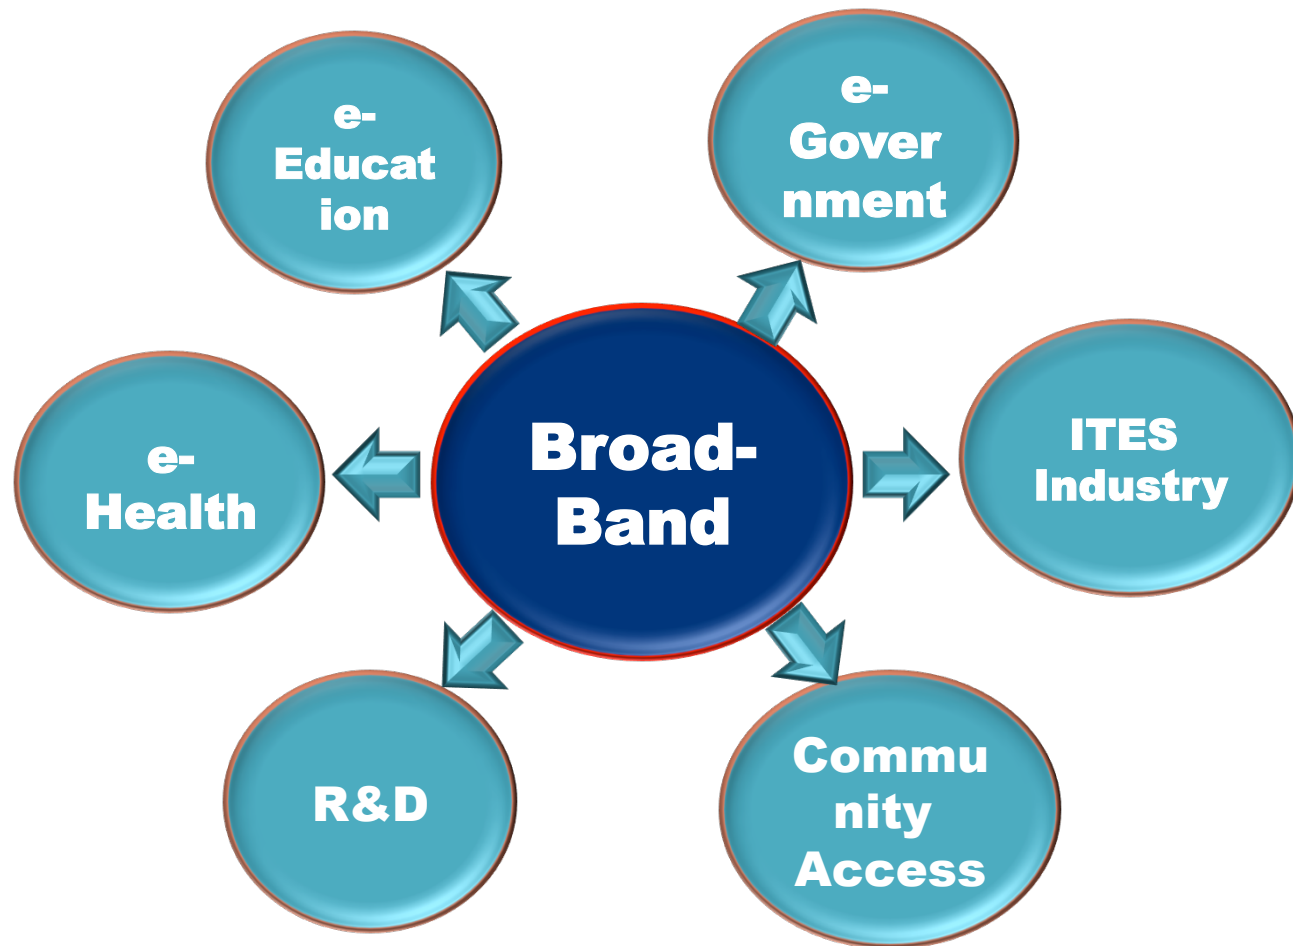 e-
Educat
ion
e-
Gover
nment
e-
Health
Broad-
Band
ITES
Industry
R&D
Commu
nity
Access